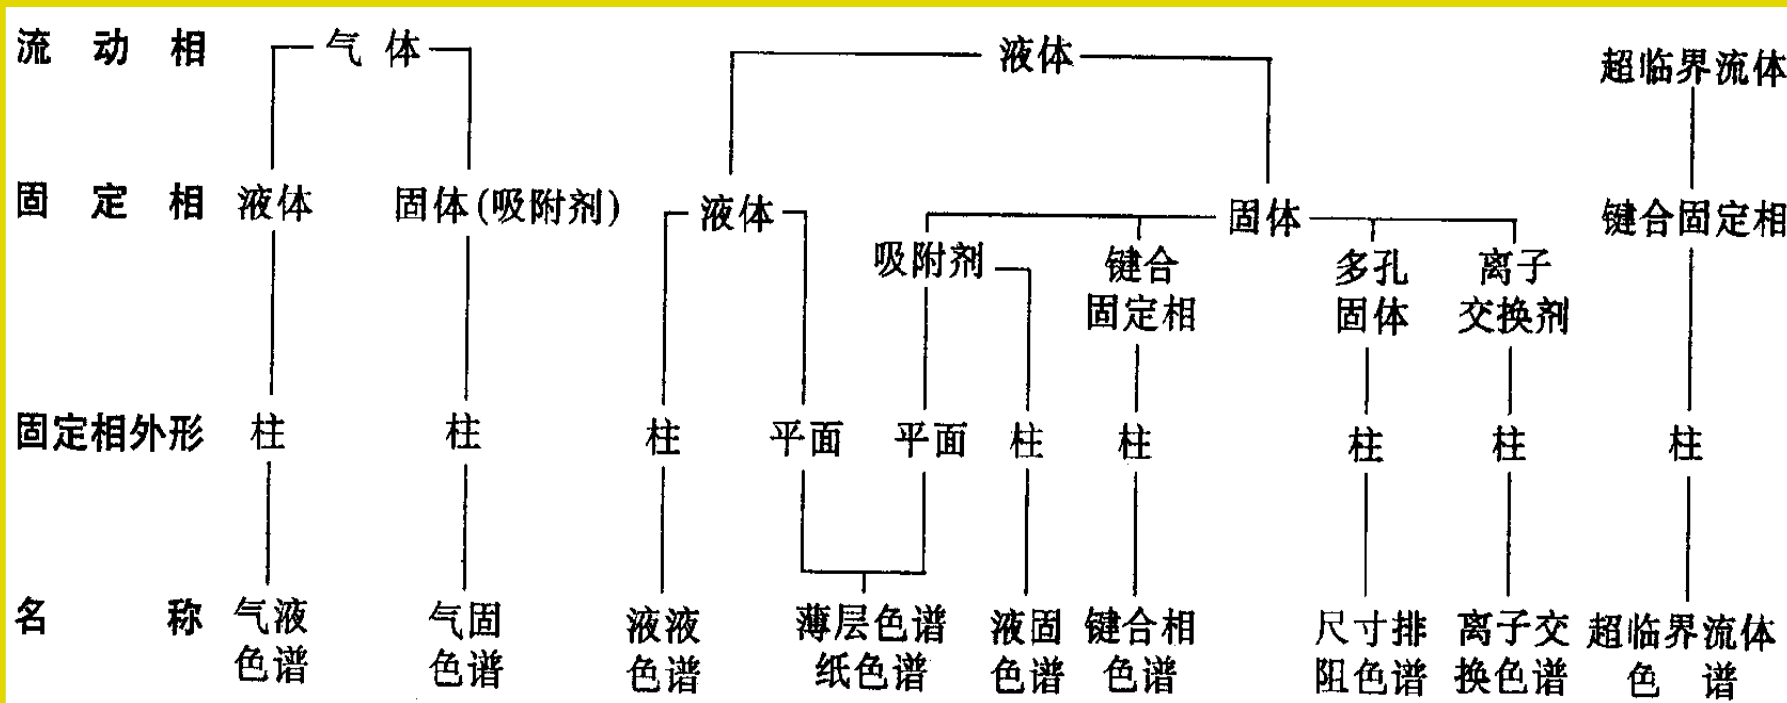 流动相 气体 液体 超临界流体
固定相 液体 固体(吸附剂) 液体 固体 键合固定相
吸附剂 键合 多孔 离子
固定相 固体 交换剂
固定相外形 柱 柱 柱 平面 平面 柱 柱 柱 柱 柱
名称 气液 气固 液液 薄层色谱 液固 键合相 尺寸排 离子交 超临界流体
色谱 色谱 色谱 纸色谱 色谱 色谱 阻色谱 换色谱 色谱